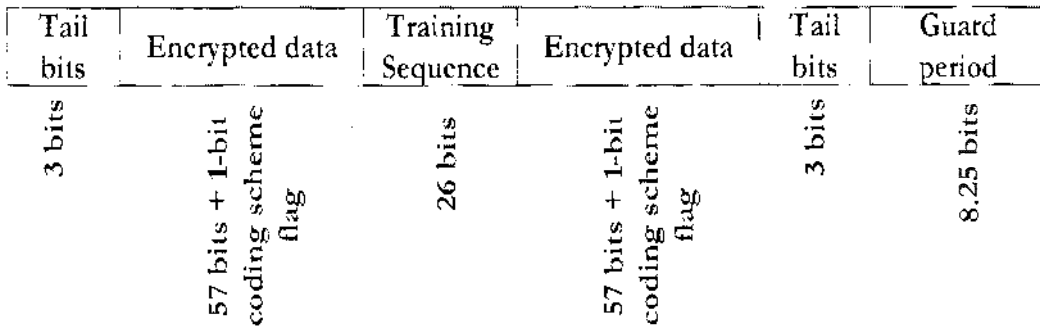 Tail bits
Encrypted data
Training Sequence
Encrypted data
Tail bits
Guard period
3 bits
57 bits + 1-bit
coding scheme
flag
26 bits
57 bits + 1-bit
coding scheme
flag
3 bits
8.25 bits